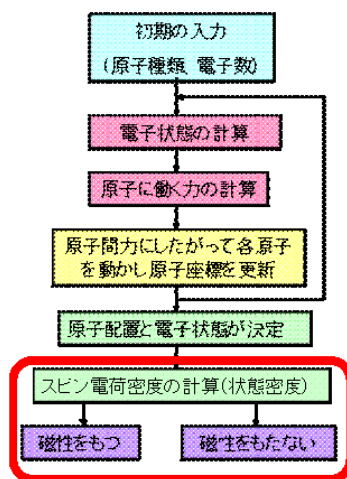 初期の入力
(原子種類、電子数)
電子状態の計算
原子に働く力の計算
原子間力にしたがって各原子
を動かし原子座標を更新
原子配置と電子状態が決定
スピン電荷密度の計算(状態密度)
磁性をもつ
磁性をもたない